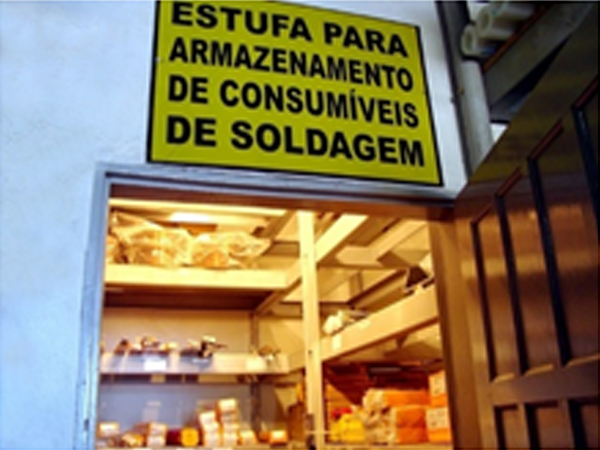 ESTUFA PARA
ARMAZENAMENTO
DE CONSUMÍVEIS
DE SOLDAGEM